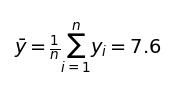 ȳ = 1/n ∑_{i=1}^{n} y_i = 7.6